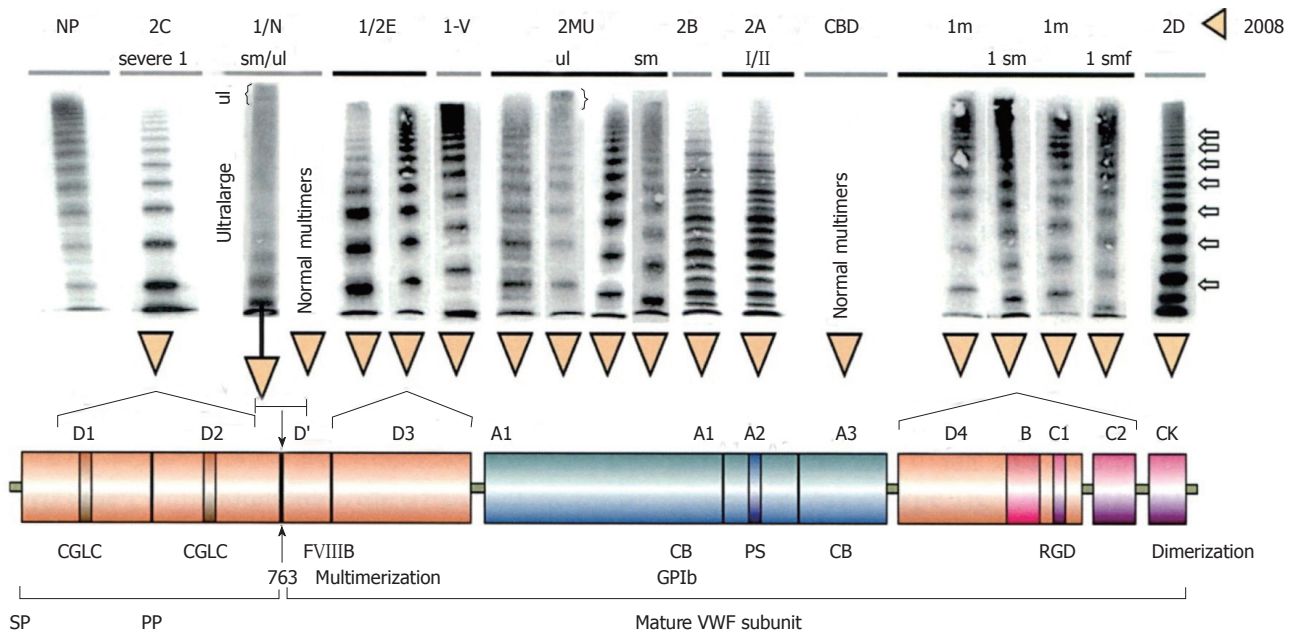 NP 2C 1/N 1/2E 1-V 2MU 2B 2A CBD 1m 1m 2D 2008
severe 1 sm/ul ul sm I/II 1 sm 1 smf
ul
Ultralarge
Normal multimers
Normal multimers
D1 D2 D' D3 A1 A1 A2 A3 D4 B C1 C2 CK
CGLC CGLC FVIIIB CB PS CB RGD Dimerization
763 Multimerization GPIb
SP PP Mature VWF subunit